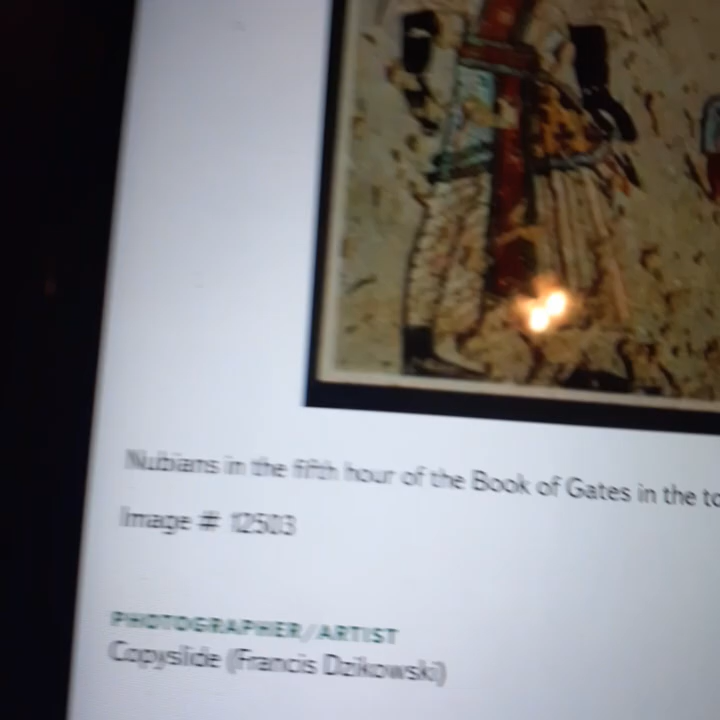 Nubians in the fifth hour of the Book of Gates in the to
Image # 12503
PHOTOGRAPHER/ARTIST
Copyslide (Francis Dzikowski)